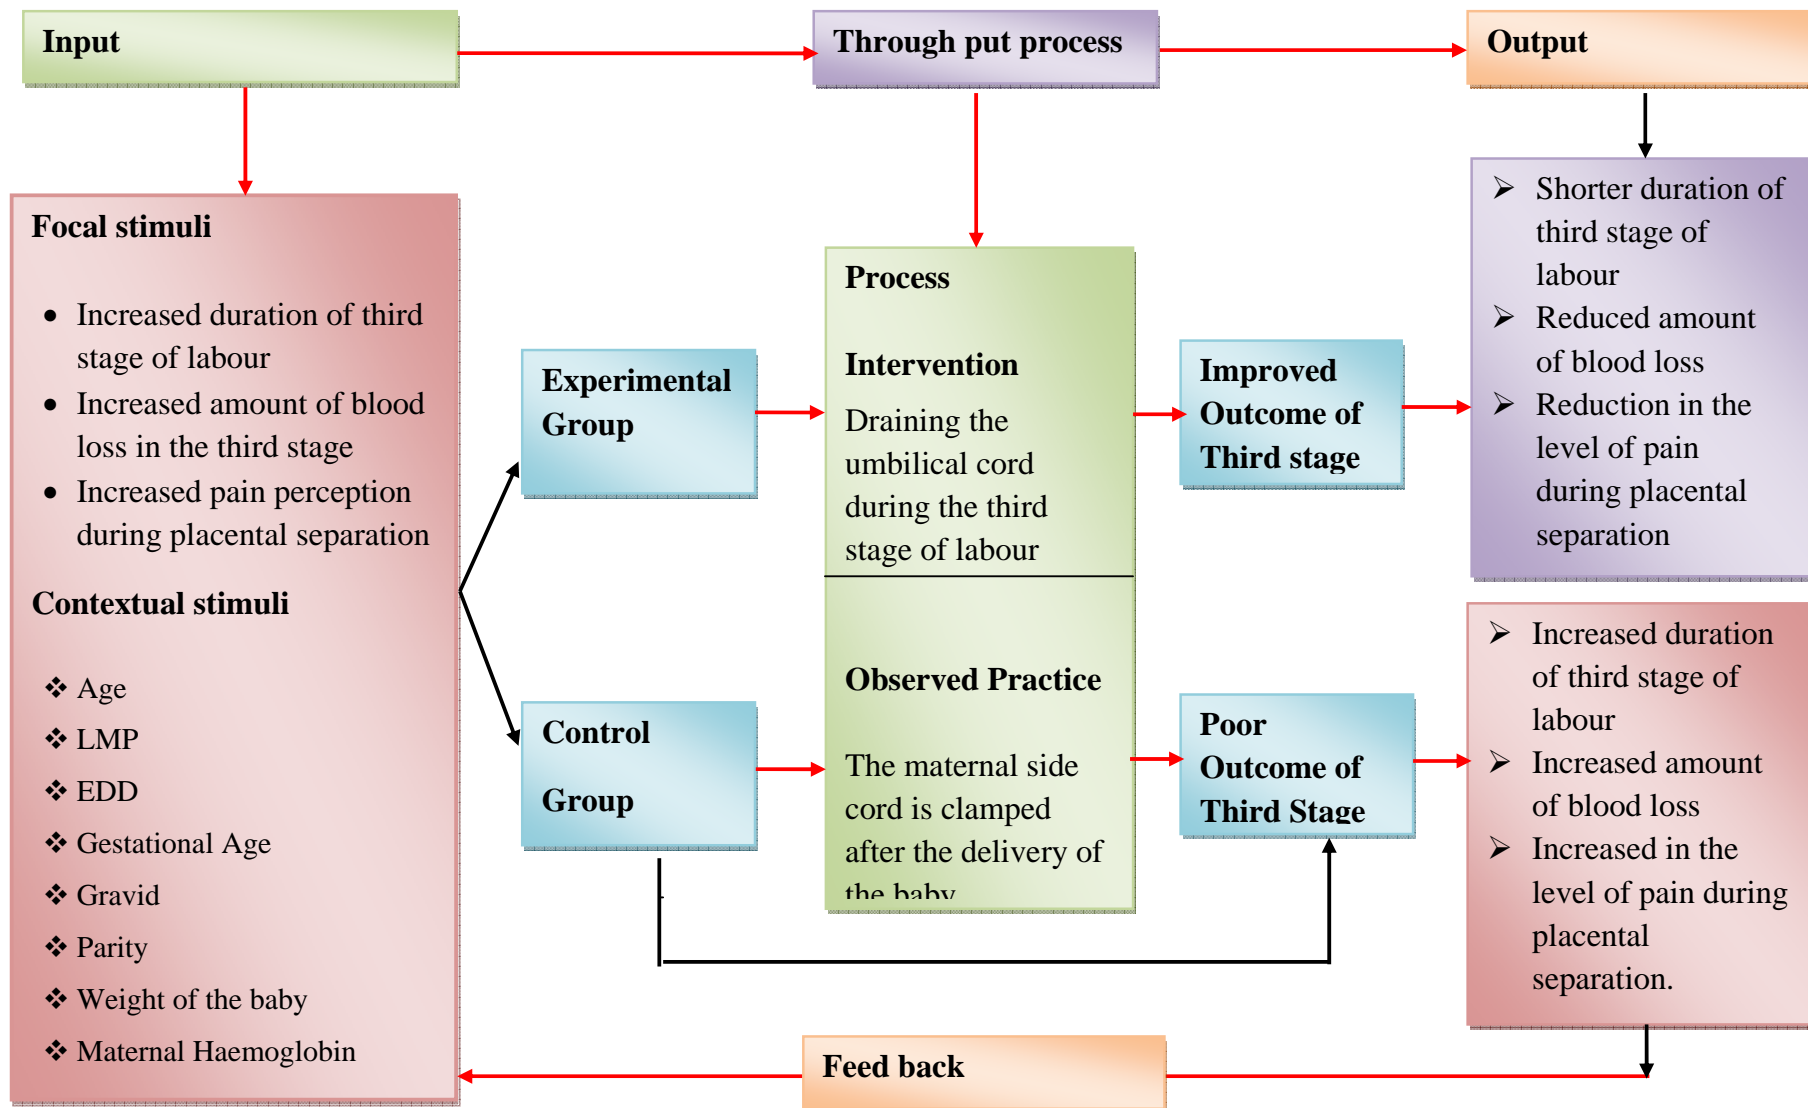 Input
Through put process
Output
Focal stimuli
• Increased duration of third
stage of labour
• Increased amount of blood
loss in the third stage
• Increased pain perception
during placental separation
Contextual stimuli
❖ Age
❖ LMP
❖ EDD
❖ Gestational Age
❖ Gravid
❖ Parity
❖ Weight of the baby
❖ Maternal Haemoglobin
Experimental
Group
Control
Group
Process
Intervention
Draining the
umbilical cord
during the third
stage of labour
Observed Practice
The maternal side
cord is clamped
after the delivery of
the baby
Improved
Outcome of
Third stage
Poor
Outcome of
Third Stage
➢ Shorter duration of
third stage of
labour
➢ Reduced amount
of blood loss
➢ Reduction in the
level of pain
during placental
separation
➢ Increased duration
of third stage of
labour
➢ Increased amount
of blood loss
➢ Increased in the
level of pain during
placental
separation.
Feed back